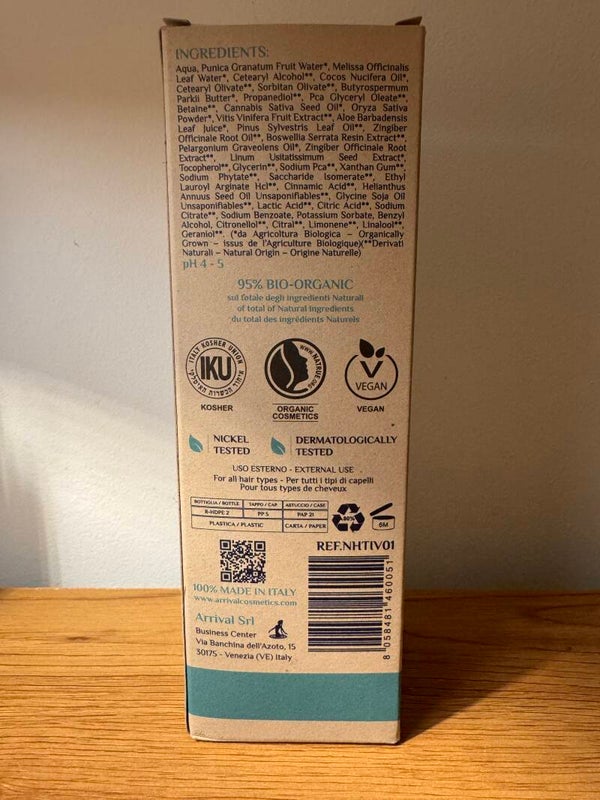 INGREDIENTS:
Aqua, Punica Granatum Fruit Water*, Melissa Officinalis
Leaf Water*, Cetearyl Alcohol**, Cocos Nucifera Oil*,
Cetearyl Olivate**, Sorbitan Olivate**, Butyrospermum
Parkii Butter*, Propanediol**, Pca Glyceryl Oleate**,
Betaine**, Cannabis Sativa Seed Oil*, Oryza Sativa
Powder*, Vitis Vinifera Fruit Extract**, Aloe Barbadensis
Leaf Juice*, Pinus Sylvestris Leaf Oil**, Zingiber
Officinale Root Oil**, Boswellia Serrata Resin Extract**,
Pelargonium Graveolens Oil*, Zingiber Officinale Root
Extract**, Linum Usitatissimum Seed Extract*,
Tocopherol**, Glycerin**, Sodium Pca**, Xanthan Gum**,
Sodium Phytate**, Saccharide Isomerate**, Ethyl
Lauroyl Arginate Hcl**, Cinnamic Acid**, Helianthus
Annuus Seed Oil Unsaponifiables**, Glycine Soja Oil
Unsaponifiables**, Lactic Acid**, Citric Acid**, Sodium
Citrate**, Sodium Benzoate, Potassium Sorbate, Benzyl
Alcohol, Citronellol**, Citral**, Limonene**, Linalool**,
Geraniol**. (*da Agricoltura Biologica – Organically
Grown – issus de l'Agriculture Biologique)(**Derivati
Naturali – Natural Origin – Origine Naturelle)
pH 4 - 5
95% BIO-ORGANIC
sul totale degli ingredienti Naturali
of total of Natural ingredients
du total des ingrédients Naturels
ITALY KOSHER UNION
IKU
WWW.NATRUE.ORG
VEGAN
KOSHER
ORGANIC
COSMETICS
VEGAN
NICKEL
TESTED
DERMATOLOGICALLY
TESTED
USO ESTERNO - EXTERNAL USE
For all hair types - Per tutti i tipi di capelli
Pour tous types de cheveux
BOTTIGLIA / BOTTLE TAPPO / CAP ASTUCCIO / CASE
R-HDPE 2 PP 5 PAP 21
PLASTICA / PLASTIC CARTA / PAPER
80%
6M
REF.NHTIV01
100% MADE IN ITALY
www.arrivalcosmetics.com
Arrival Srl
Business Center
Via Banchina dell'Azoto, 15
30175 - Venezia (VE) Italy
8 058481 460051